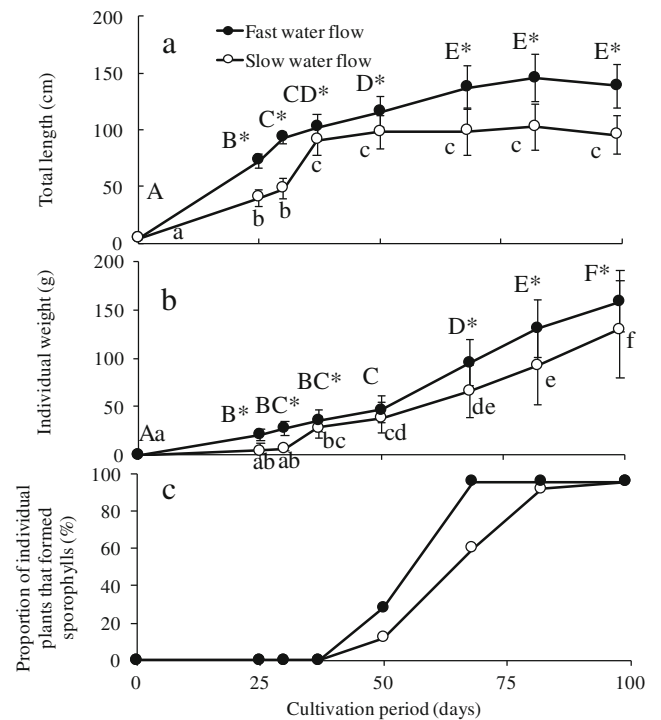 a
Fast water flow
Slow water flow
Total length (cm)
200
150
100
50
0
A
B*
C*
CD*
D*
E*
E*
E*
a
b
b
c
c
c
c
c
b
Individual weight (g)
200
150
100
50
0
Aa
B*
BC*
BC*
C
D*
E*
F*
ab
ab
bc
cd
de
e
f
c
Proportion of individual
plants that formed
sporophylls (%)
100
80
60
40
20
0
0
25
50
75
100
Cultivation period (days)